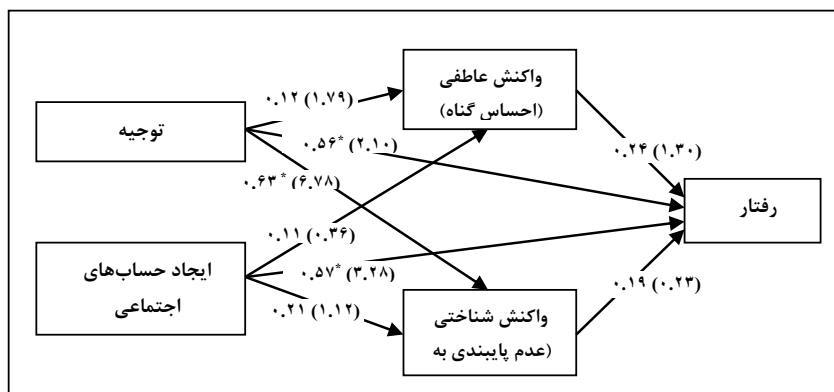 واکنش عاطفی
(احساس گناه)
توجیه
۰.۱۲ (۱.۷۹)
۰.۵۶* (۲.۱۰)
۰.۲۴ (۱.۳۰)
۰.۶۳* (۶.۷۸)
رفتار
۰.۱۱ (۰.۳۶)
۰.۵۷* (۳.۲۸)
ایجاد حساب‌های
اجتماعی
۰.۲۱ (۱.۱۲)
۰.۱۹ (۰.۲۳)
واکنش شناختی
(عدم پایبندی به